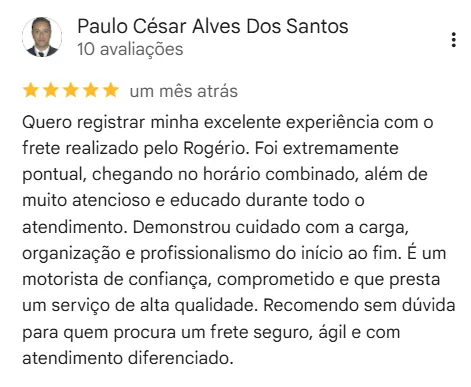 Paulo César Alves Dos Santos
10 avaliações
um mês atrás
Quero registrar minha excelente experiência com o
frete realizado pelo Rogério. Foi extremamente
pontual, chegando no horário combinado, além de
muito atencioso e educado durante todo o
atendimento. Demonstrou cuidado com a carga,
organização e profissionalismo do início ao fim. É um
motorista de confiança, comprometido e que presta
um serviço de alta qualidade. Recomendo sem dúvida
para quem procura um frete seguro, ágil e com
atendimento diferenciado.